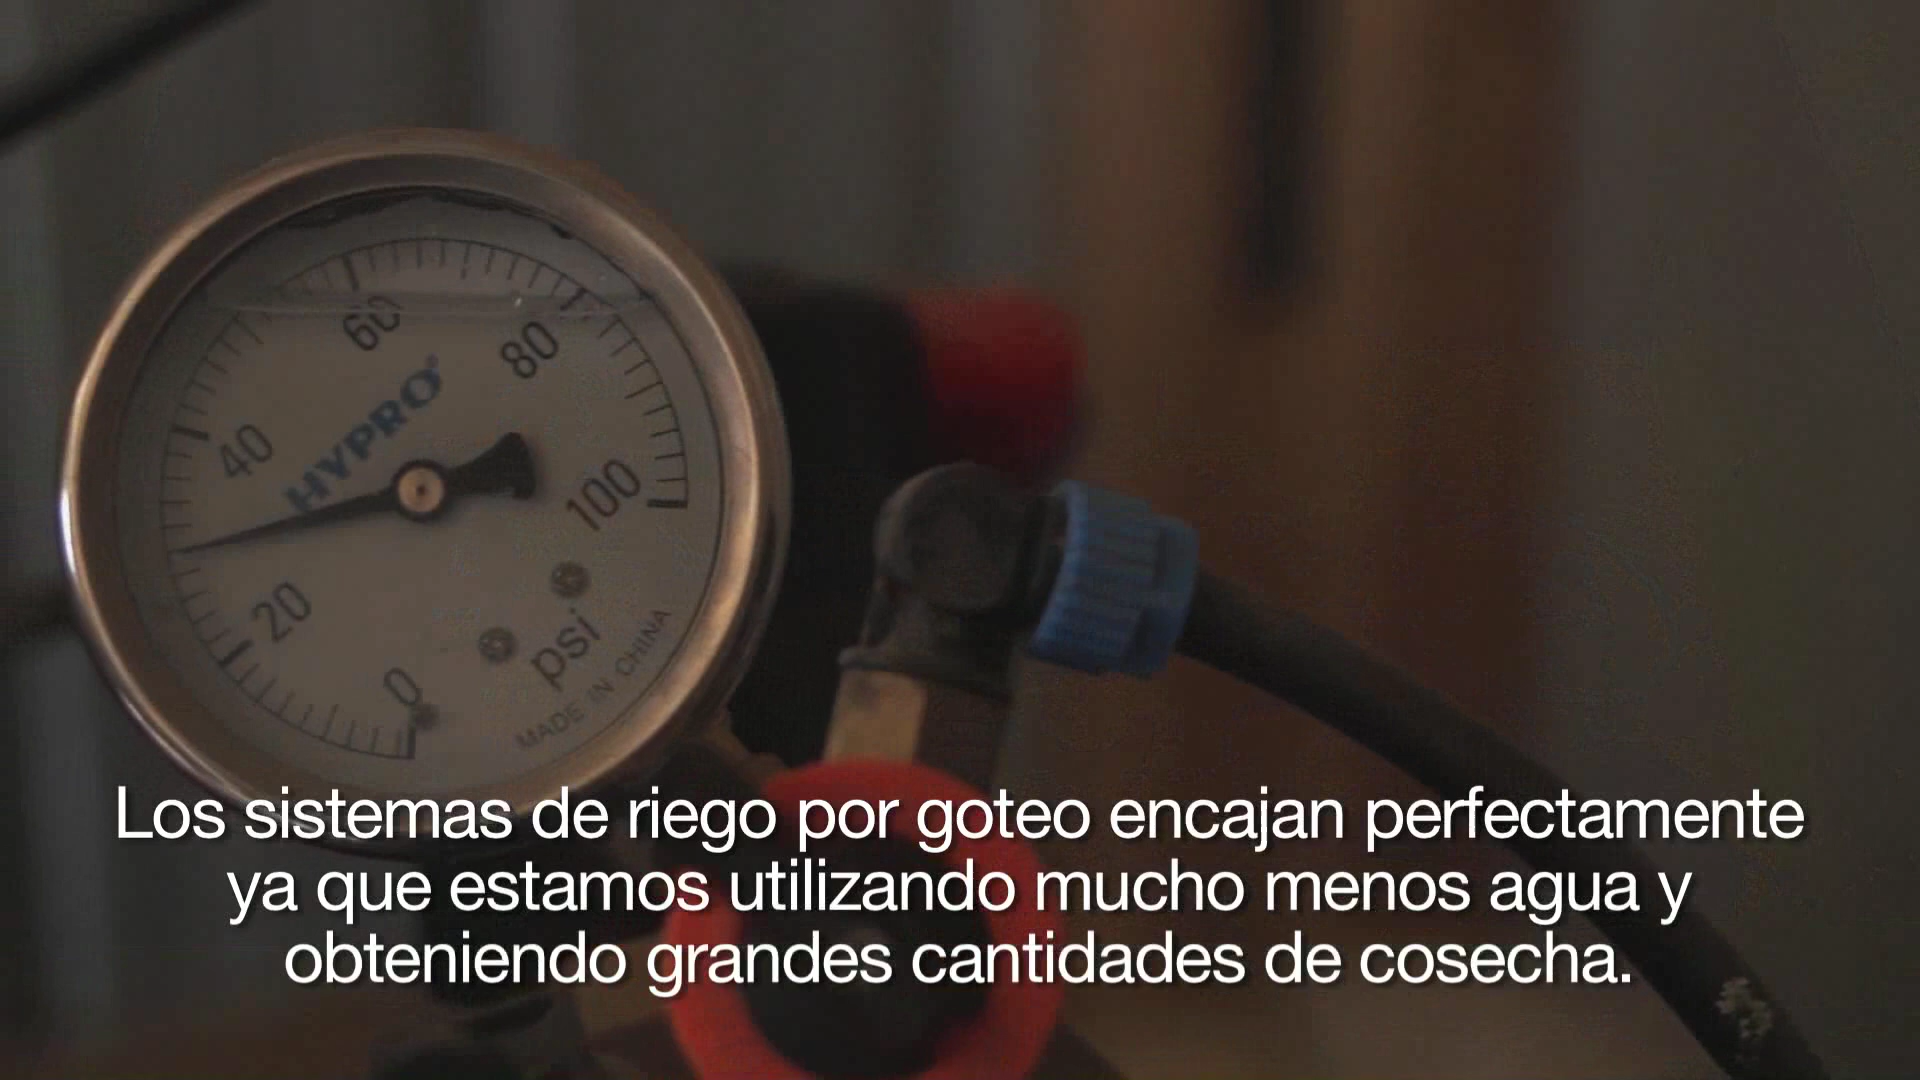 60
80
40
HYPRO
100
20
psi
0
MADE IN CHINA
Los sistemas de riego por goteo encajan perfectamente
ya que estamos utilizando mucho menos agua y
obteniendo grandes cantidades de cosecha.